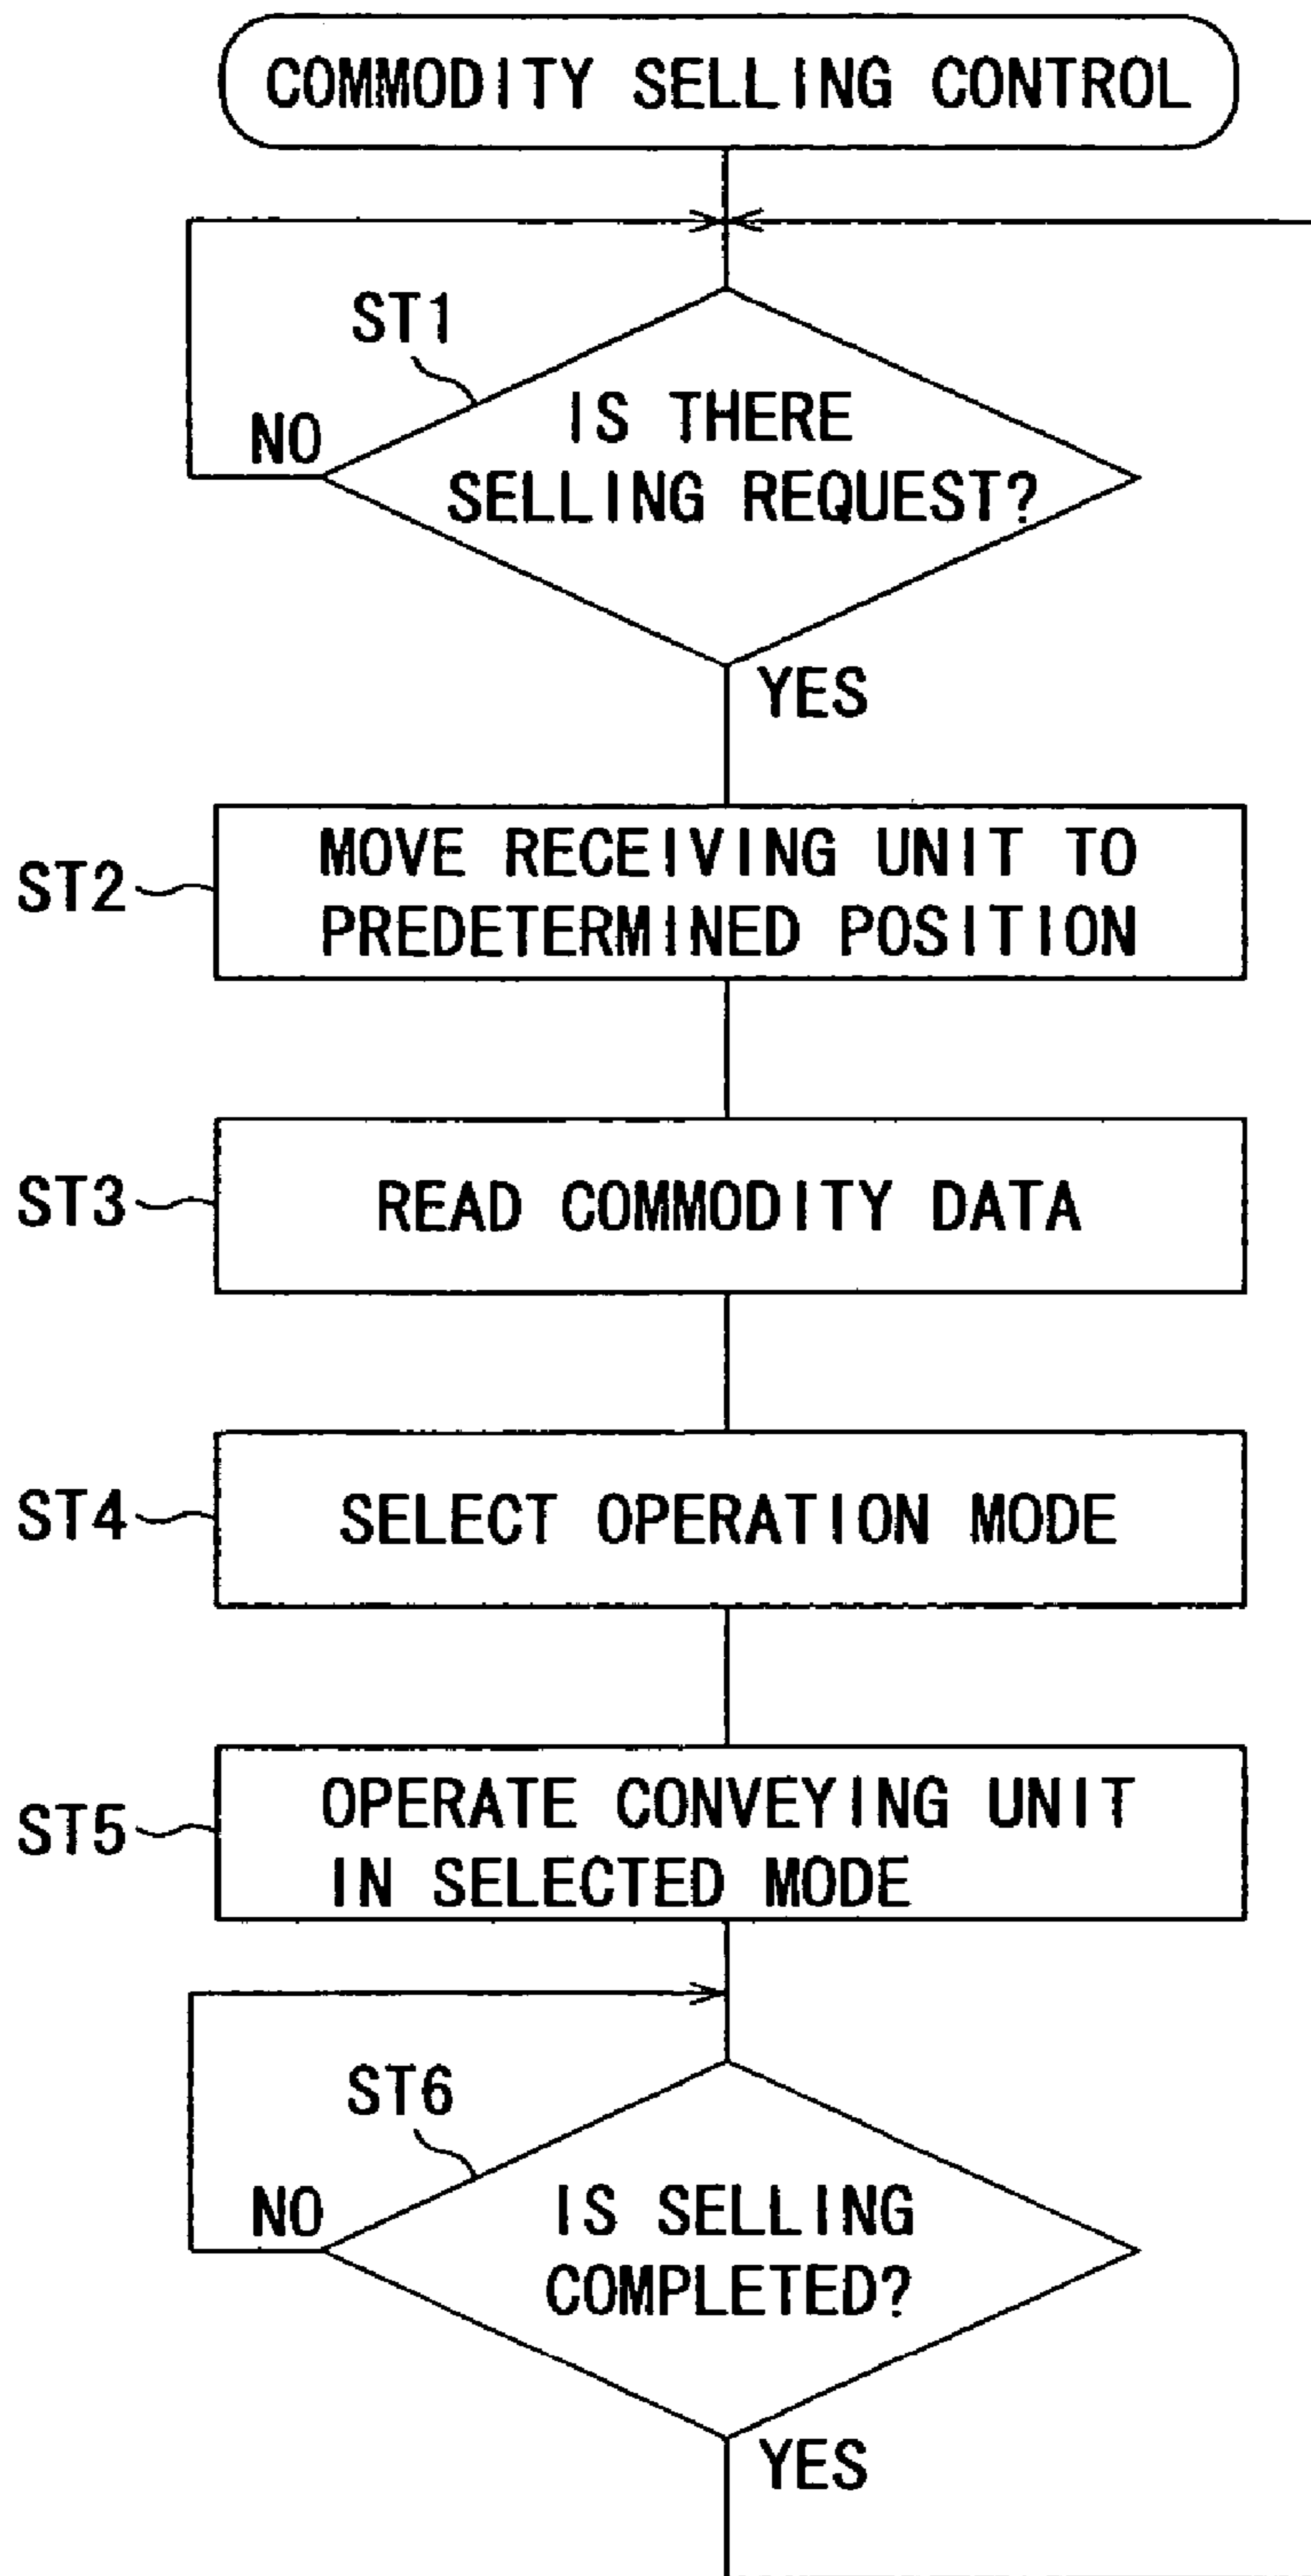 COMMODITY SELLING CONTROL
ST1
IS THERE
SELLING REQUEST?
NO
YES
ST2
MOVE RECEIVING UNIT TO
PREDETERMINED POSITION
ST3
READ COMMODITY DATA
ST4
SELECT OPERATION MODE
ST5
OPERATE CONVEYING UNIT
IN SELECTED MODE
ST6
IS SELLING
COMPLETED?
NO
YES